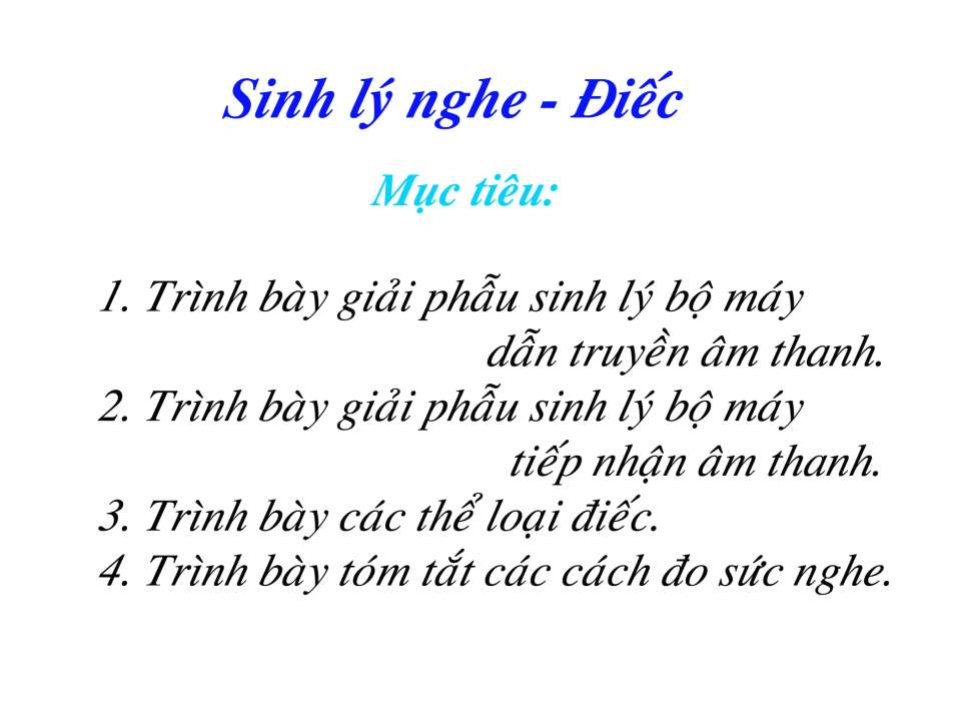 Sinh lý nghe - Điếc
Mục tiêu:
1. Trình bày giải phẫu sinh lý bộ máy
dẫn truyền âm thanh.
2. Trình bày giải phẫu sinh lý bộ máy
tiếp nhận âm thanh.
3. Trình bày các thể loại điếc.
4. Trình bày tóm tắt các cách đo sức nghe.